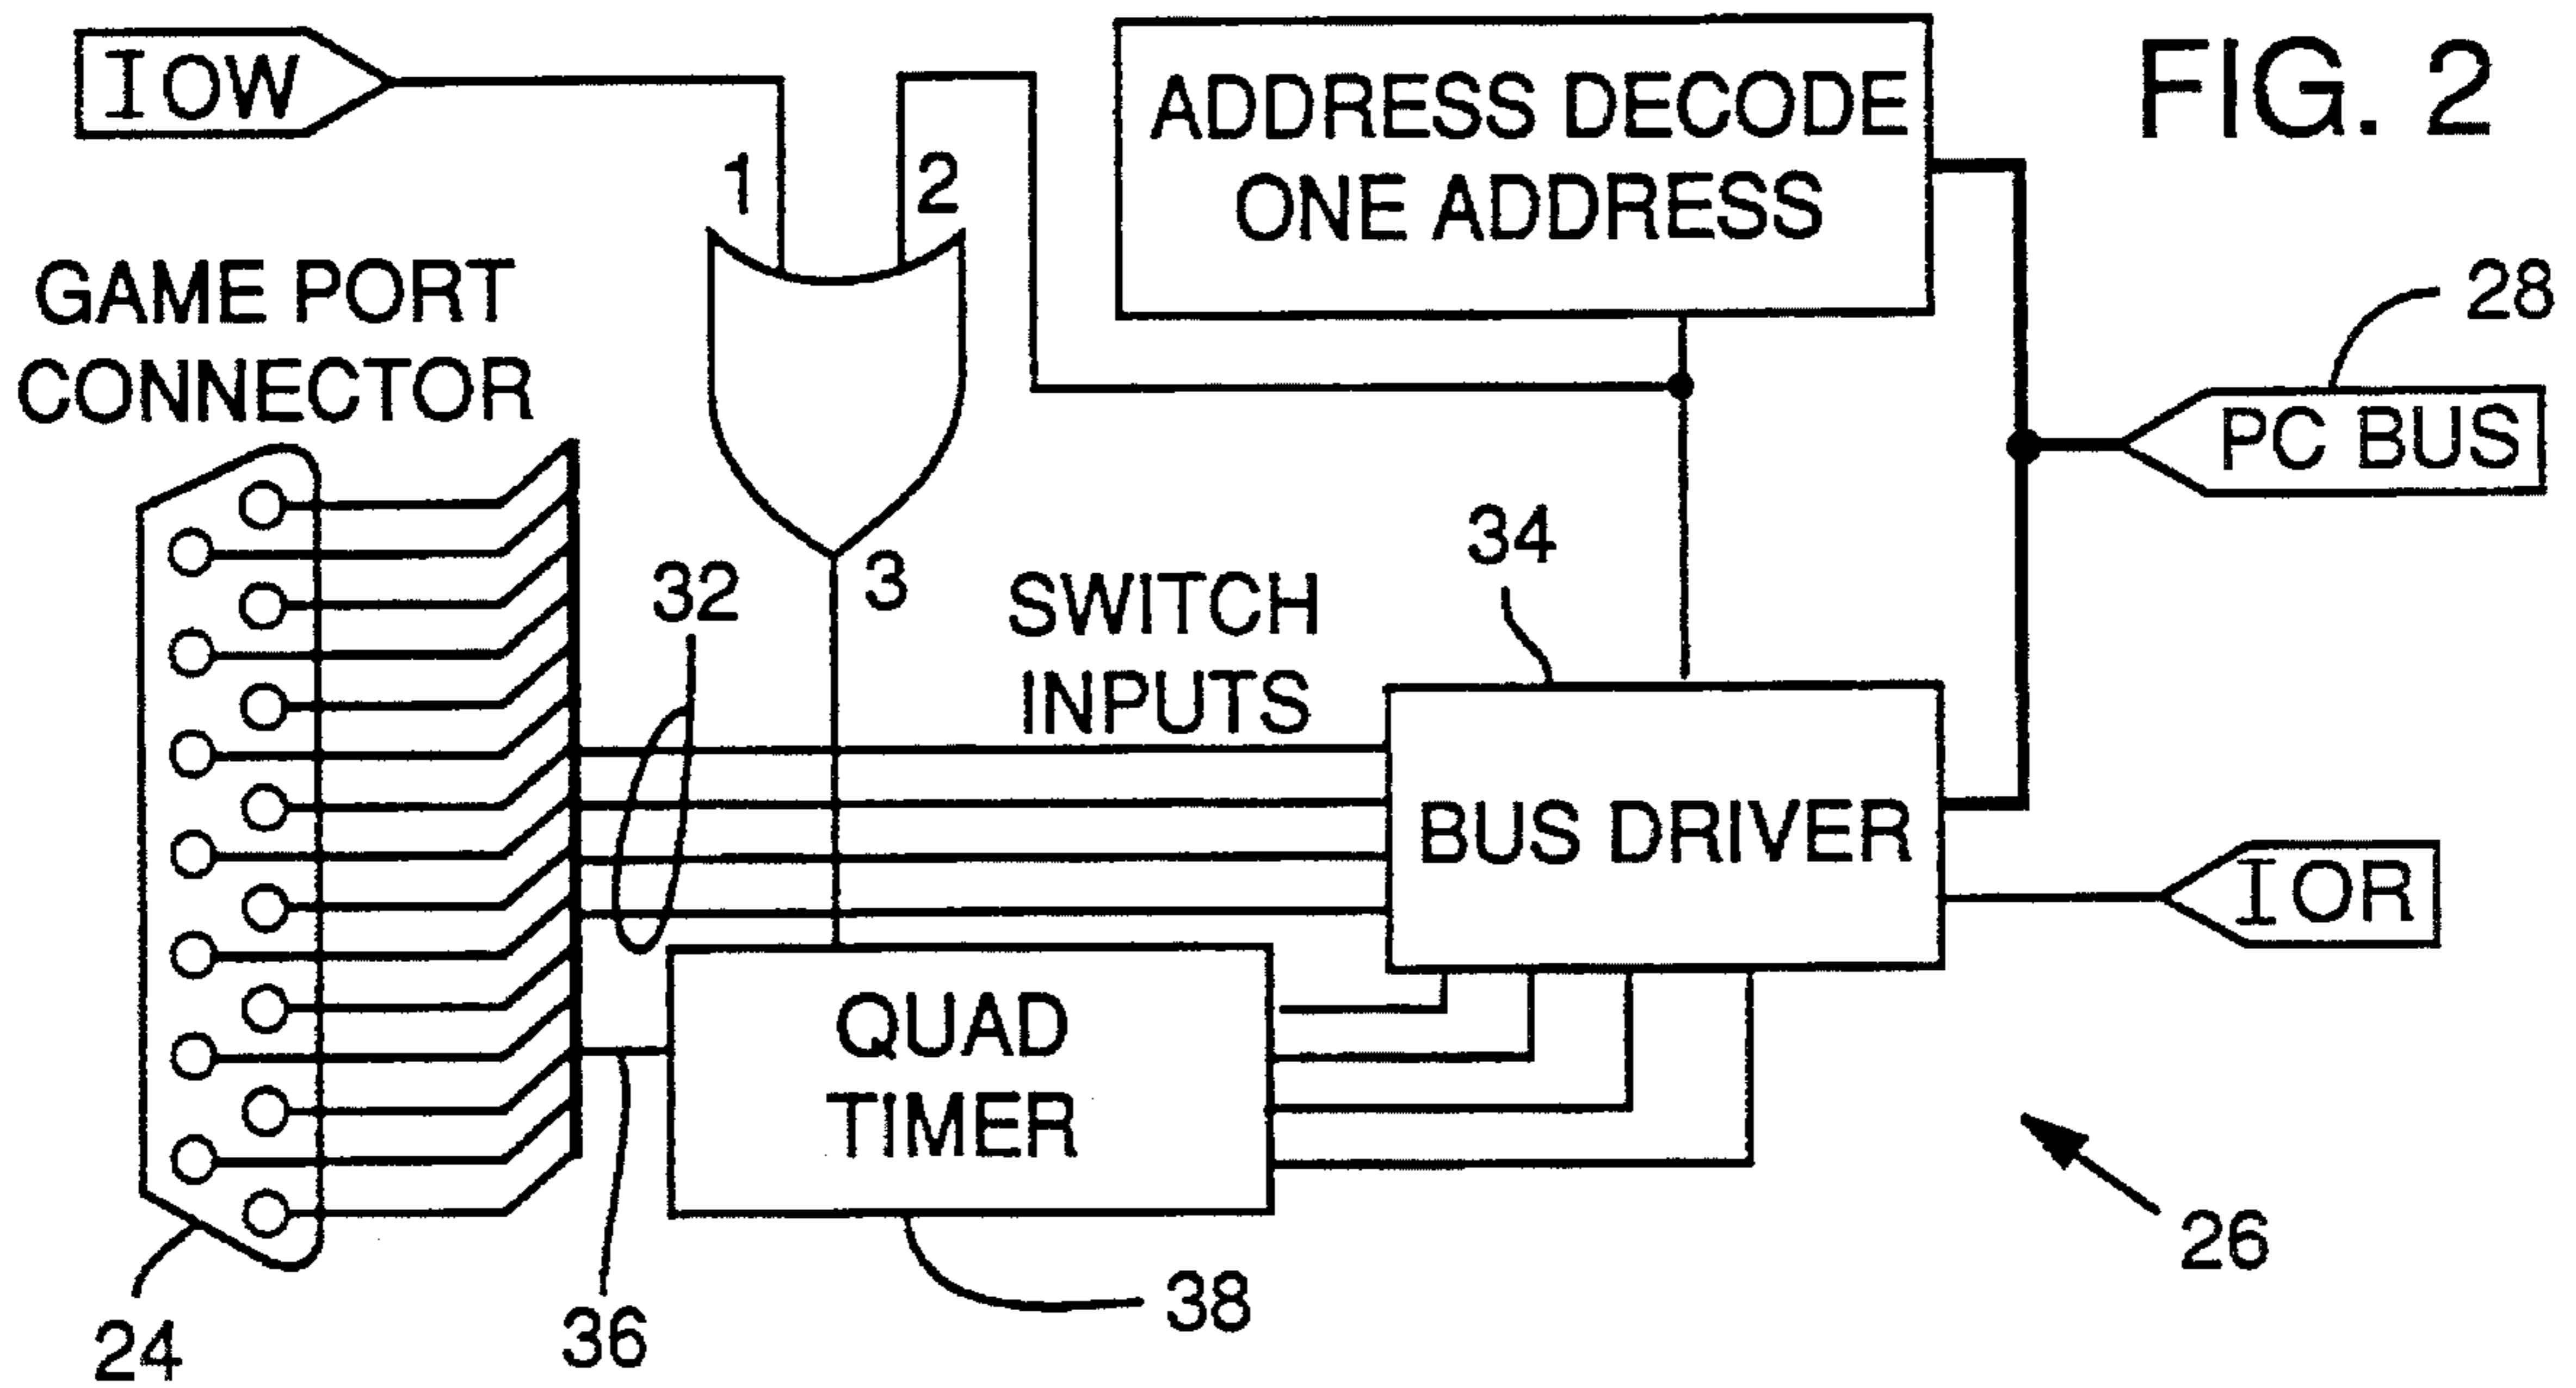 FIG. 2
IOW
ADDRESS DECODE
ONE ADDRESS
1
2
GAME PORT
CONNECTOR
28
PC BUS
34
3
32
SWITCH
INPUTS
BUS DRIVER
IOR
QUAD
TIMER
26
38
36
24